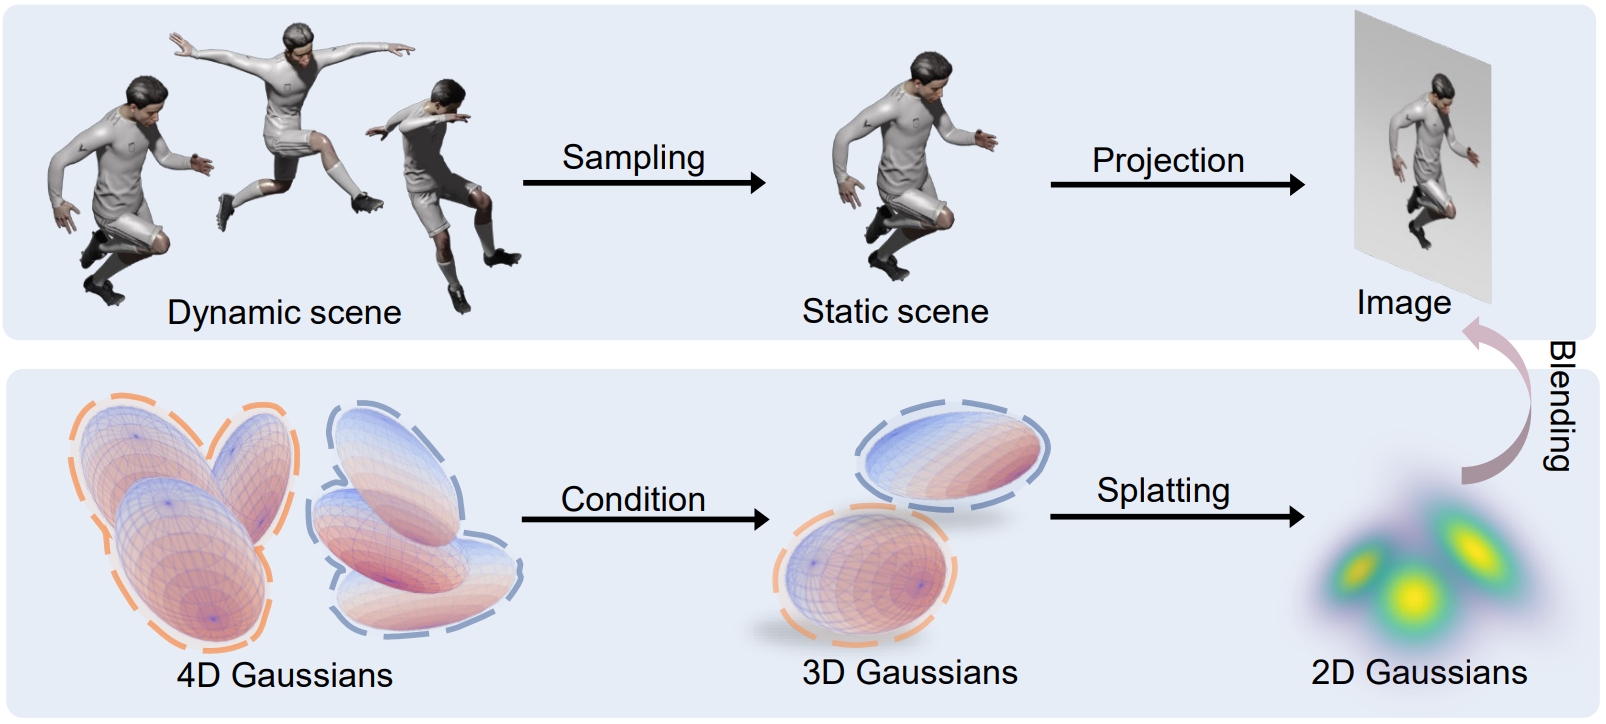 Sampling
Projection
Dynamic scene
Static scene
Image
Blending
Condition
Splatting
4D Gaussians
3D Gaussians
2D Gaussians